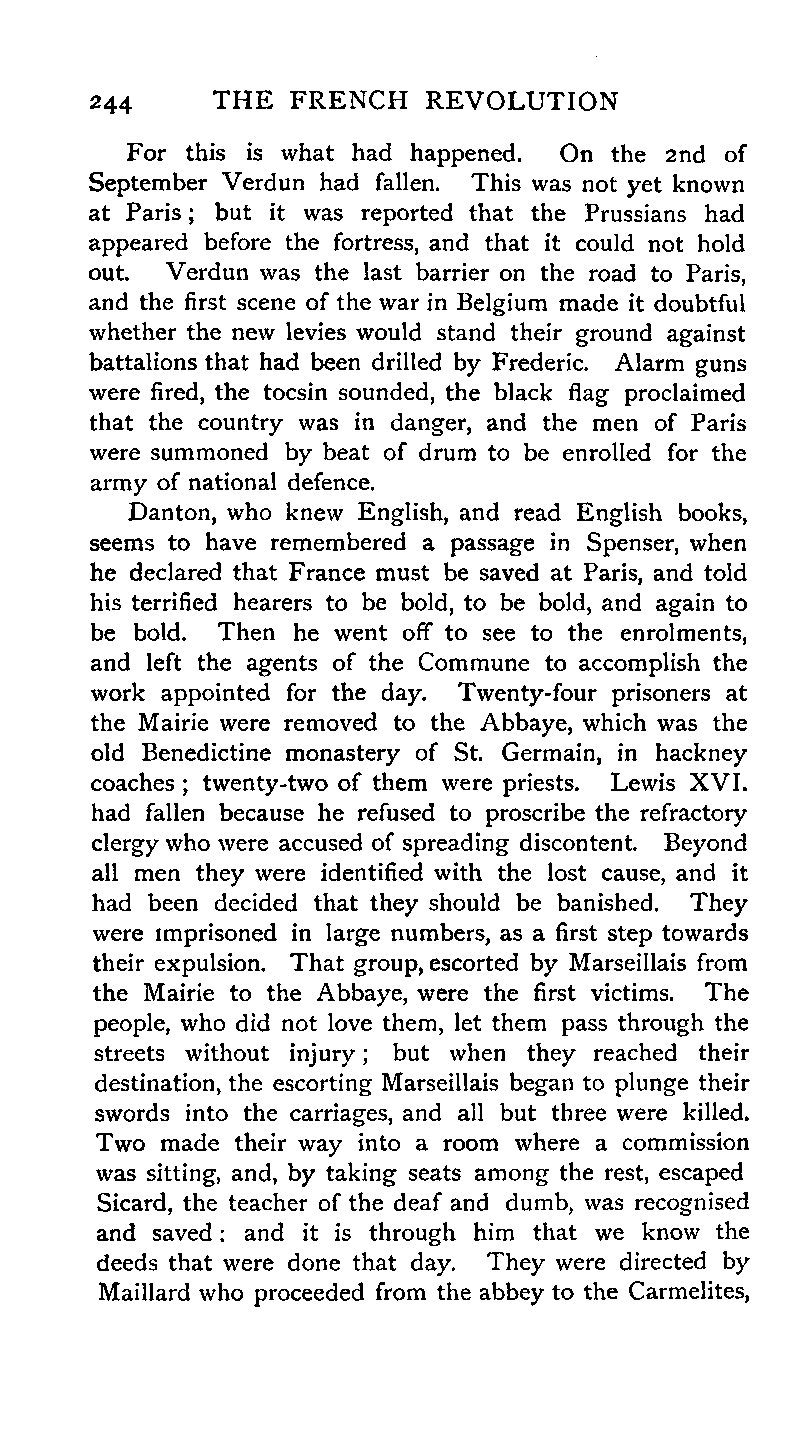 244 THE FRENCH REVOLUTION
For this is what had happened. On the 2nd of
September Verdun had fallen. This was not yet known
at Paris ; but it was reported that the Prussians had
appeared before the fortress, and that it could not hold
out. Verdun was the last barrier on the road to Paris,
and the first scene of the war in Belgium made it doubtful
whether the new levies would stand their ground against
battalions that had been drilled by Frederic. Alarm guns
were fired, the tocsin sounded, the black flag proclaimed
that the country was in danger, and the men of Paris
were summoned by beat of drum to be enrolled for the
army of national defence.
Danton, who knew English, and read English books,
seems to have remembered a passage in Spenser, when
he declared that France must be saved at Paris, and told
his terrified hearers to be bold, to be bold, and again to
be bold. Then he went off to see to the enrolments,
and left the agents of the Commune to accomplish the
work appointed for the day. Twenty-four prisoners at
the Mairie were removed to the Abbaye, which was the
old Benedictine monastery of St. Germain, in hackney
coaches ; twenty-two of them were priests. Lewis XVI.
had fallen because he refused to proscribe the refractory
clergy who were accused of spreading discontent. Beyond
all men they were identified with the lost cause, and it
had been decided that they should be banished. They
were imprisoned in large numbers, as a first step towards
their expulsion. That group, escorted by Marseillais from
the Mairie to the Abbaye, were the first victims. The
people, who did not love them, let them pass through the
streets without injury ; but when they reached their
destination, the escorting Marseillais began to plunge their
swords into the carriages, and all but three were killed.
Two made their way into a room where a commission
was sitting, and, by taking seats among the rest, escaped
Sicard, the teacher of the deaf and dumb, was recognised
and saved : and it is through him that we know the
deeds that were done that day. They were directed by
Maillard who proceeded from the abbey to the Carmelites,